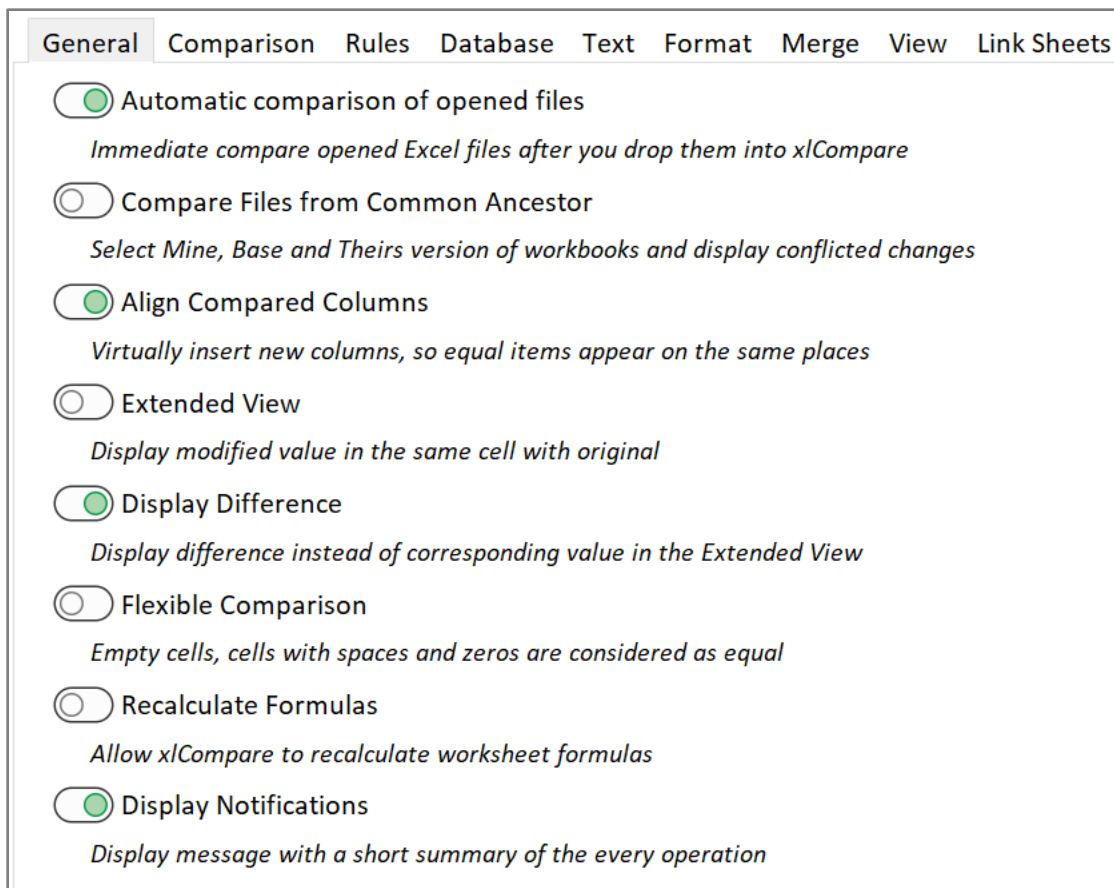 General Comparison Rules Database Text Format Merge View Link Sheets
Automatic comparison of opened files
Immediate compare opened Excel files after you drop them into xlCompare
Compare Files from Common Ancestor
Select Mine, Base and Theirs version of workbooks and display conflicted changes
Align Compared Columns
Virtually insert new columns, so equal items appear on the same places
Extended View
Display modified value in the same cell with original
Display Difference
Display difference instead of corresponding value in the Extended View
Flexible Comparison
Empty cells, cells with spaces and zeros are considered as equal
Recalculate Formulas
Allow xlCompare to recalculate worksheet formulas
Display Notifications
Display message with a short summary of the every operation